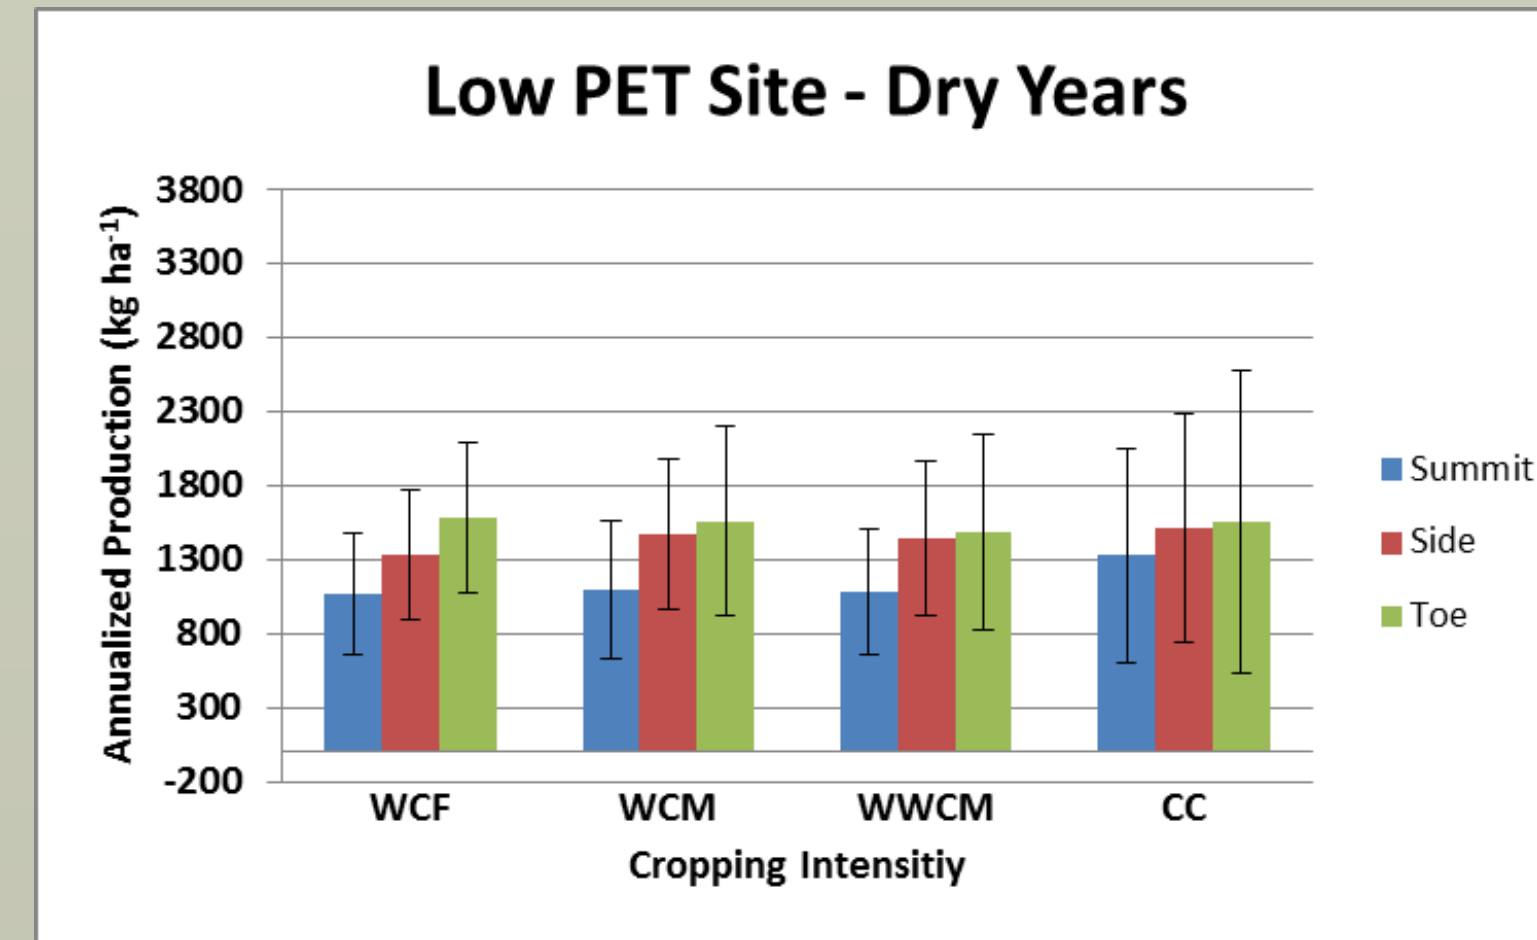 Low PET Site - Dry Years
Annualized Production (kg ha⁻¹)
3800
3300
2800
2300
1800
1300
800
300
-200
WCF WCM WWCM CC
Cropping Intensitiy
Summit
Side
Toe